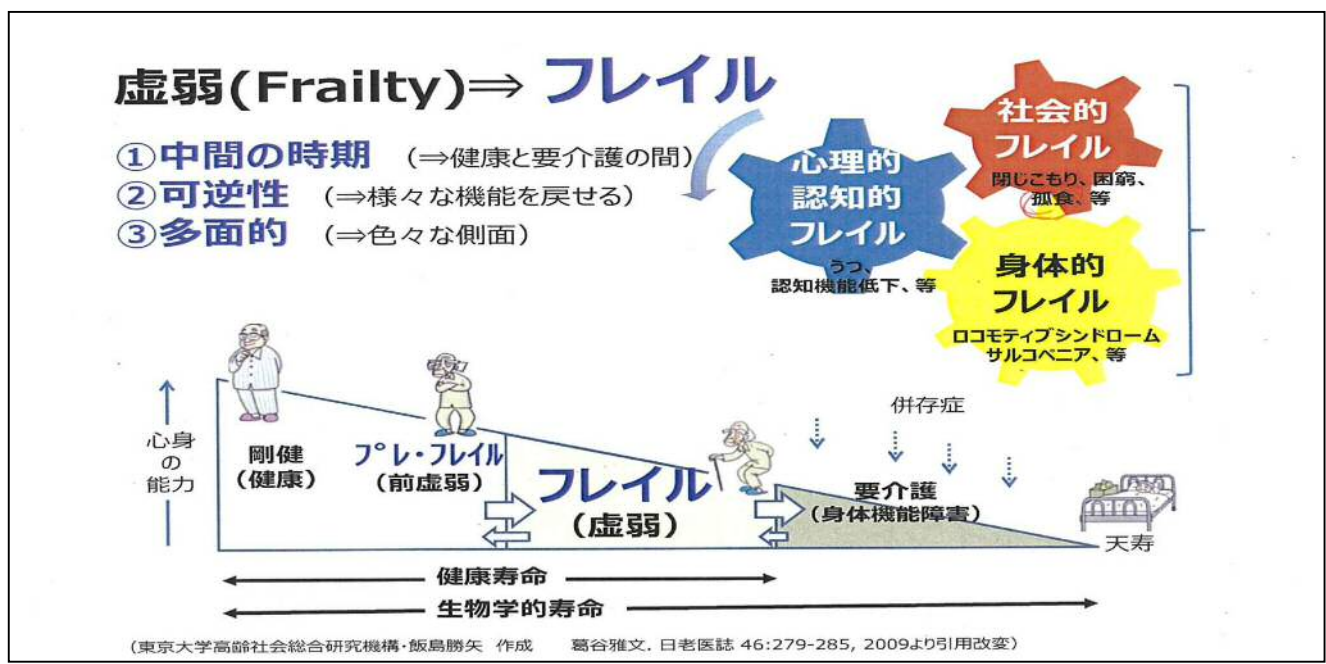 虚弱(Frailty)⇒ フレイル
①中間の時期 (⇒健康と要介護の間)
②可逆性 (⇒様々な機能を戻せる)
③多面的 (⇒色々な側面)
心理的
認知的
フレイル
うつ、
認知機能低下、等
社会的
フレイル
閉じこもり、困窮、
孤食、等
身体的
フレイル
ロコモティブシンドローム
サルコペニア、等
心身
の
能力
剛健
(健康)
プレ・フレイル
(前虚弱)
フレイル
(虚弱)
併存症
要介護
(身体機能障害)
天寿
健康寿命
生物学的寿命
(東京大学高齢社会総合研究機構・飯島勝矢 作成 葛谷雅文. 日老医誌 46:279-285, 2009より引用改変)